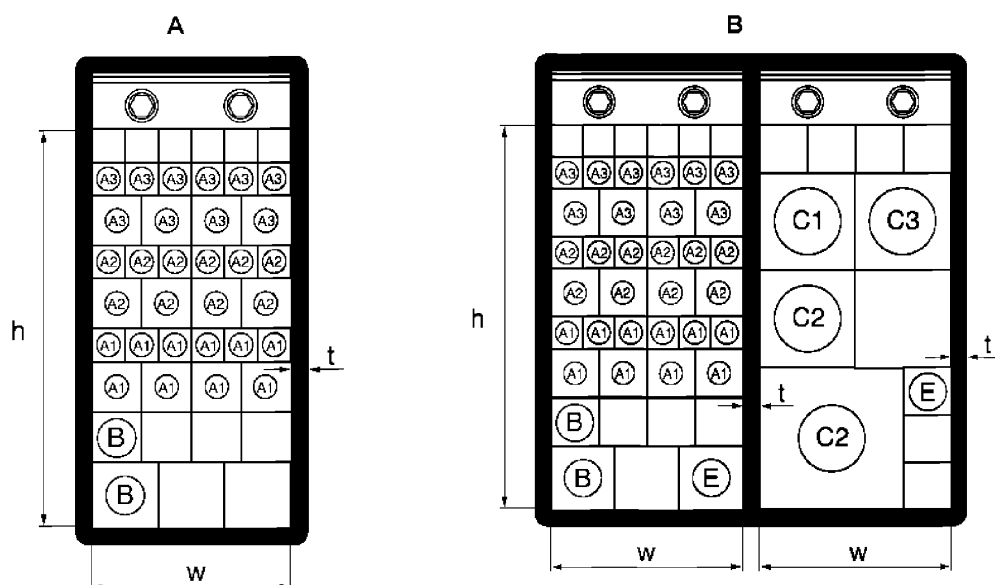 A B
A3 A3 A3 A3 A3 A3
A3 A3 A3 A3
A2 A2 A2 A2 A2 A2
A2 A2 A2 A2
A1 A1 A1 A1 A1 A1
A1 A1 A1 A1
B
B
h
t
w
A3 A3 A3 A3 A3 A3
A3 A3 A3 A3
A2 A2 A2 A2 A2 A2
A2 A2 A2 A2
A1 A1 A1 A1 A1 A1
A1 A1 A1 A1
B
B E
h
t
w
C1 C3
C2
E
C2
t
w